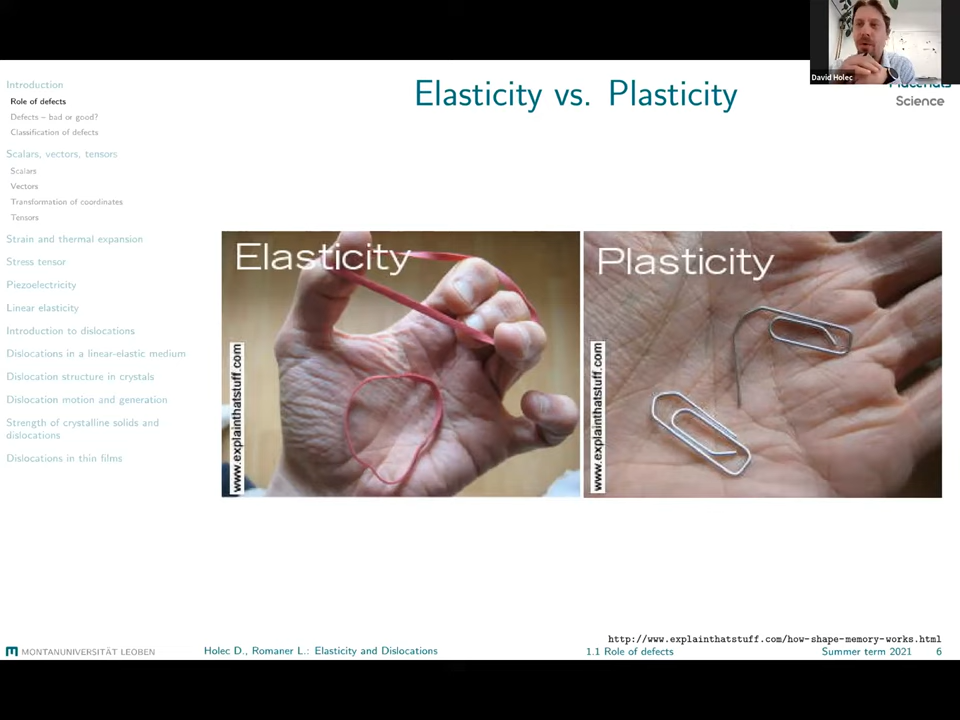 David Holec
Materials
Science
Elasticity vs. Plasticity
Introduction
Role of defects
Defects – bad or good?
Classification of defects
Scalars, vectors, tensors
Scalars
Vectors
Transformation of coordinates
Tensors
Strain and thermal expansion
Stress tensor
Piezoelectricity
Linear elasticity
Introduction to dislocations
Dislocations in a linear-elastic medium
Dislocation structure in crystals
Dislocation motion and generation
Strength of crystalline solids and
dislocations
Dislocations in thin films
Elasticity
www.explainthatstuff.com
Plasticity
www.explainthatstuff.com
http://www.explainthatstuff.com/how-shape-memory-works.html
MONTANUNIVERSITÄT LEOBEN
Holec D., Romaner L.: Elasticity and Dislocations
1.1 Role of defects
Summer term 2021
6